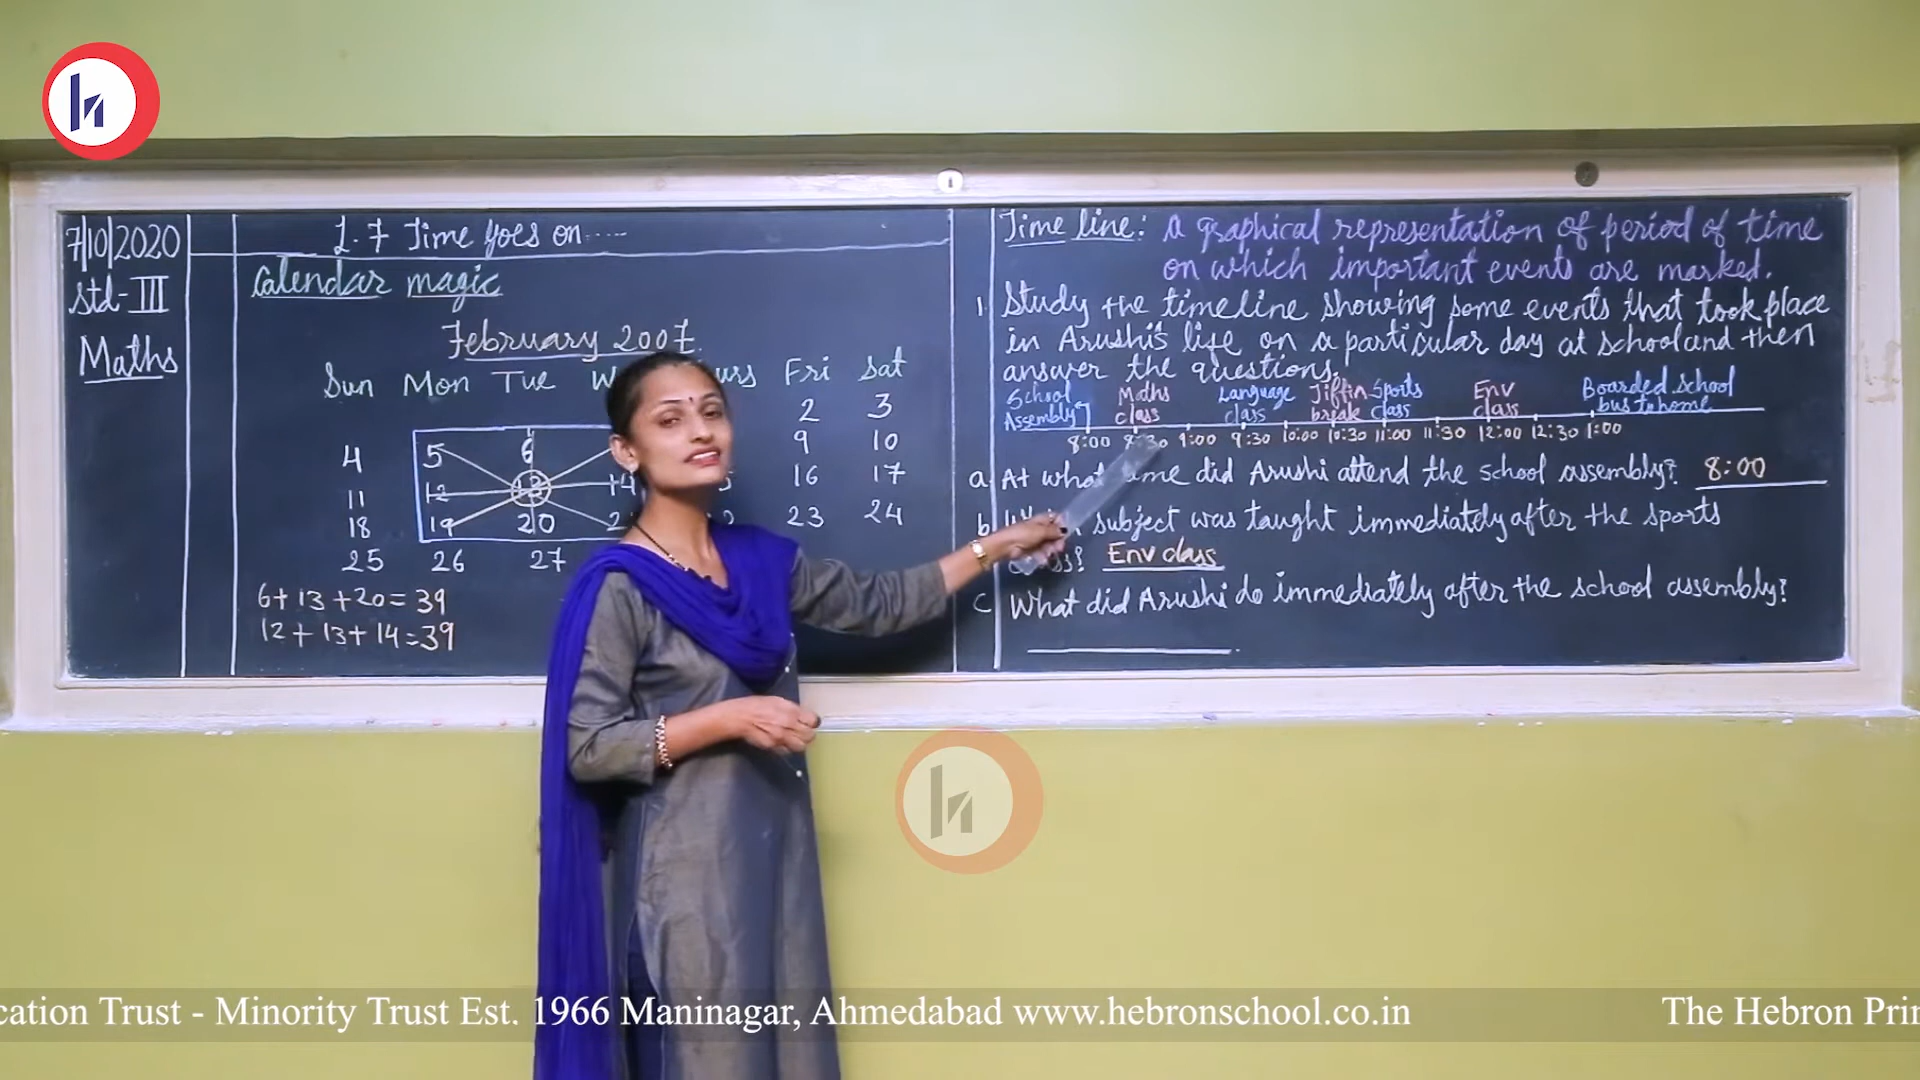 7/10/2020
Std-III
Maths
L.7 Time goes on.....
Calendar magic
February 2007
Sun Mon Tue Fri Sat
2 3
4 5 6 9 10
11 12 13 14 16 17
18 19 20 23 24
25 26 27
6+13+20=39
12+13+14=39
Time line: A graphical representation of period of time
on which important events are marked.
1. Study the timeline showing some events that took place
in Arushi's life on a particular day at school and then
answer the questions.
School Maths Language Tiffin Sports Env Boarded School
Assembly class class break class class bus to home
8:00 8:30 9:00 9:30 10:00 10:30 11:00 11:30 12:00 12:30 1:00
a. At what time did Arushi attend the school assembly? 8:00
b. subject was taught immediately after the sports
Env class
c What did Arushi do immediately after the school assembly?
cation Trust - Minority Trust Est. 1966 Maninagar, Ahmedabad www.hebronschool.co.in The Hebron Prin